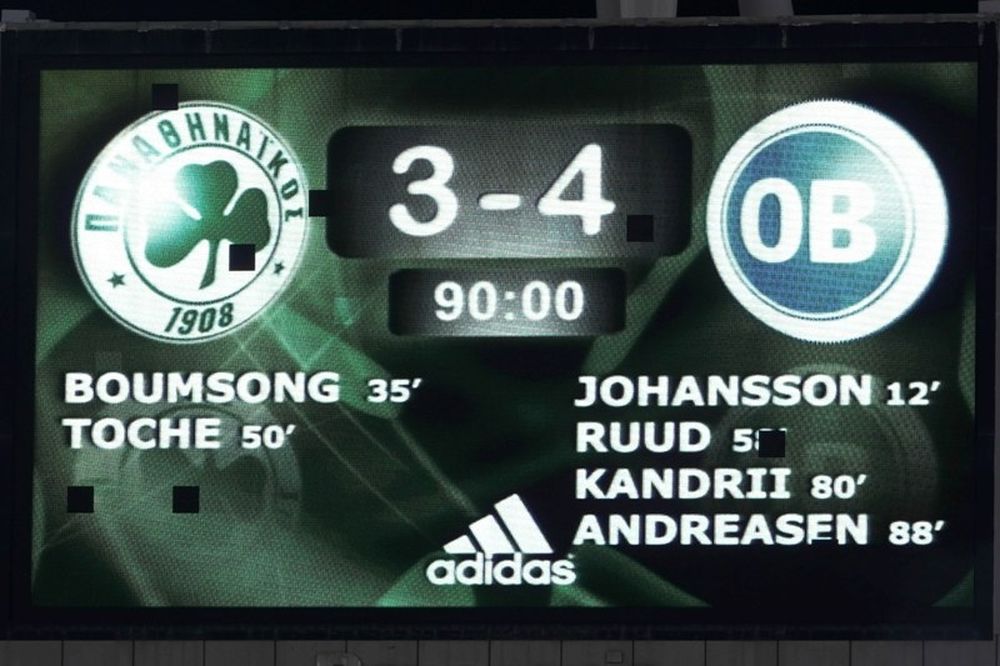 ΠΑΝΑΘΗΝΑΪΚΟΣ
1908
3-4
90:00
OB
BOUMSONG 35′
TOCHE 50′
JOHANSSON 12′
RUUD
KANDRII 80′
ANDREASEN 88′
adidas